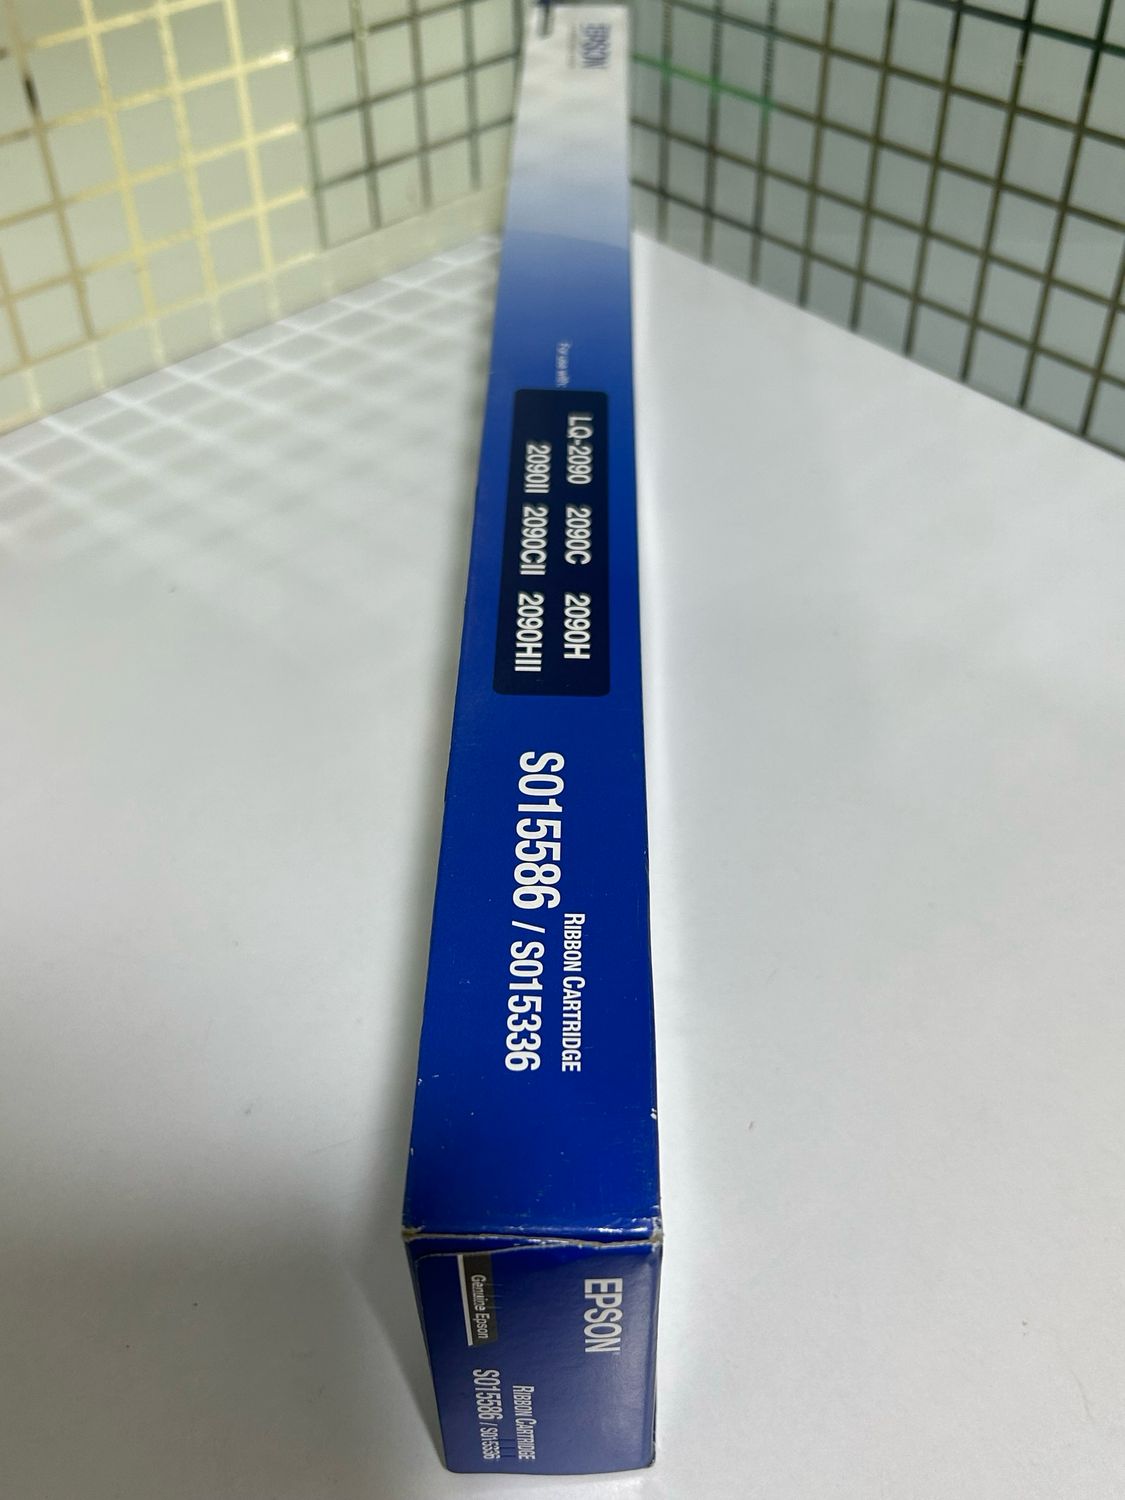 EPSON
For use with:
LQ-2090 2090C 2090H
2090II 2090CII 2090HII
RIBBON CARTRIDGE
S015586 / S015336
EPSON
Genuine Epson
RIBBON CARTRIDGE
S015586 / S015336